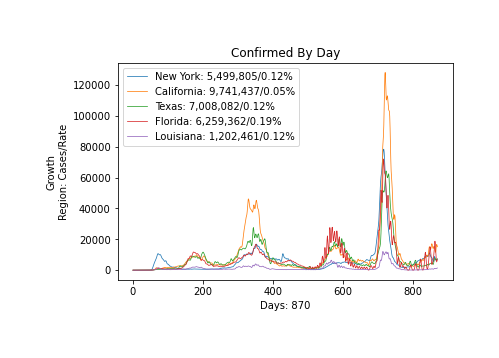 Confirmed By Day
New York: 5,499,805/0.12%
California: 9,741,437/0.05%
Texas: 7,008,082/0.12%
Florida: 6,259,362/0.19%
Louisiana: 1,202,461/0.12%
120000
100000
80000
60000
40000
20000
0
Growth
Region: Cases/Rate
0 200 400 600 800
Days: 870